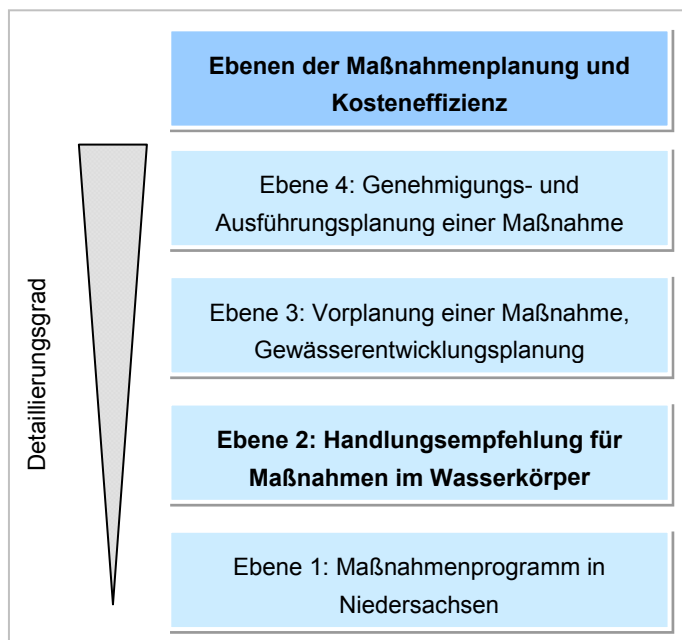 Ebenen der Maßnahmenplanung und
Kosteneffizienz
Ebene 4: Genehmigungs- und
Ausführungsplanung einer Maßnahme
Ebene 3: Vorplanung einer Maßnahme,
Gewässerentwicklungsplanung
Ebene 2: Handlungsempfehlung für
Maßnahmen im Wasserkörper
Ebene 1: Maßnahmenprogramm in
Niedersachsen
Detaillierungsgrad